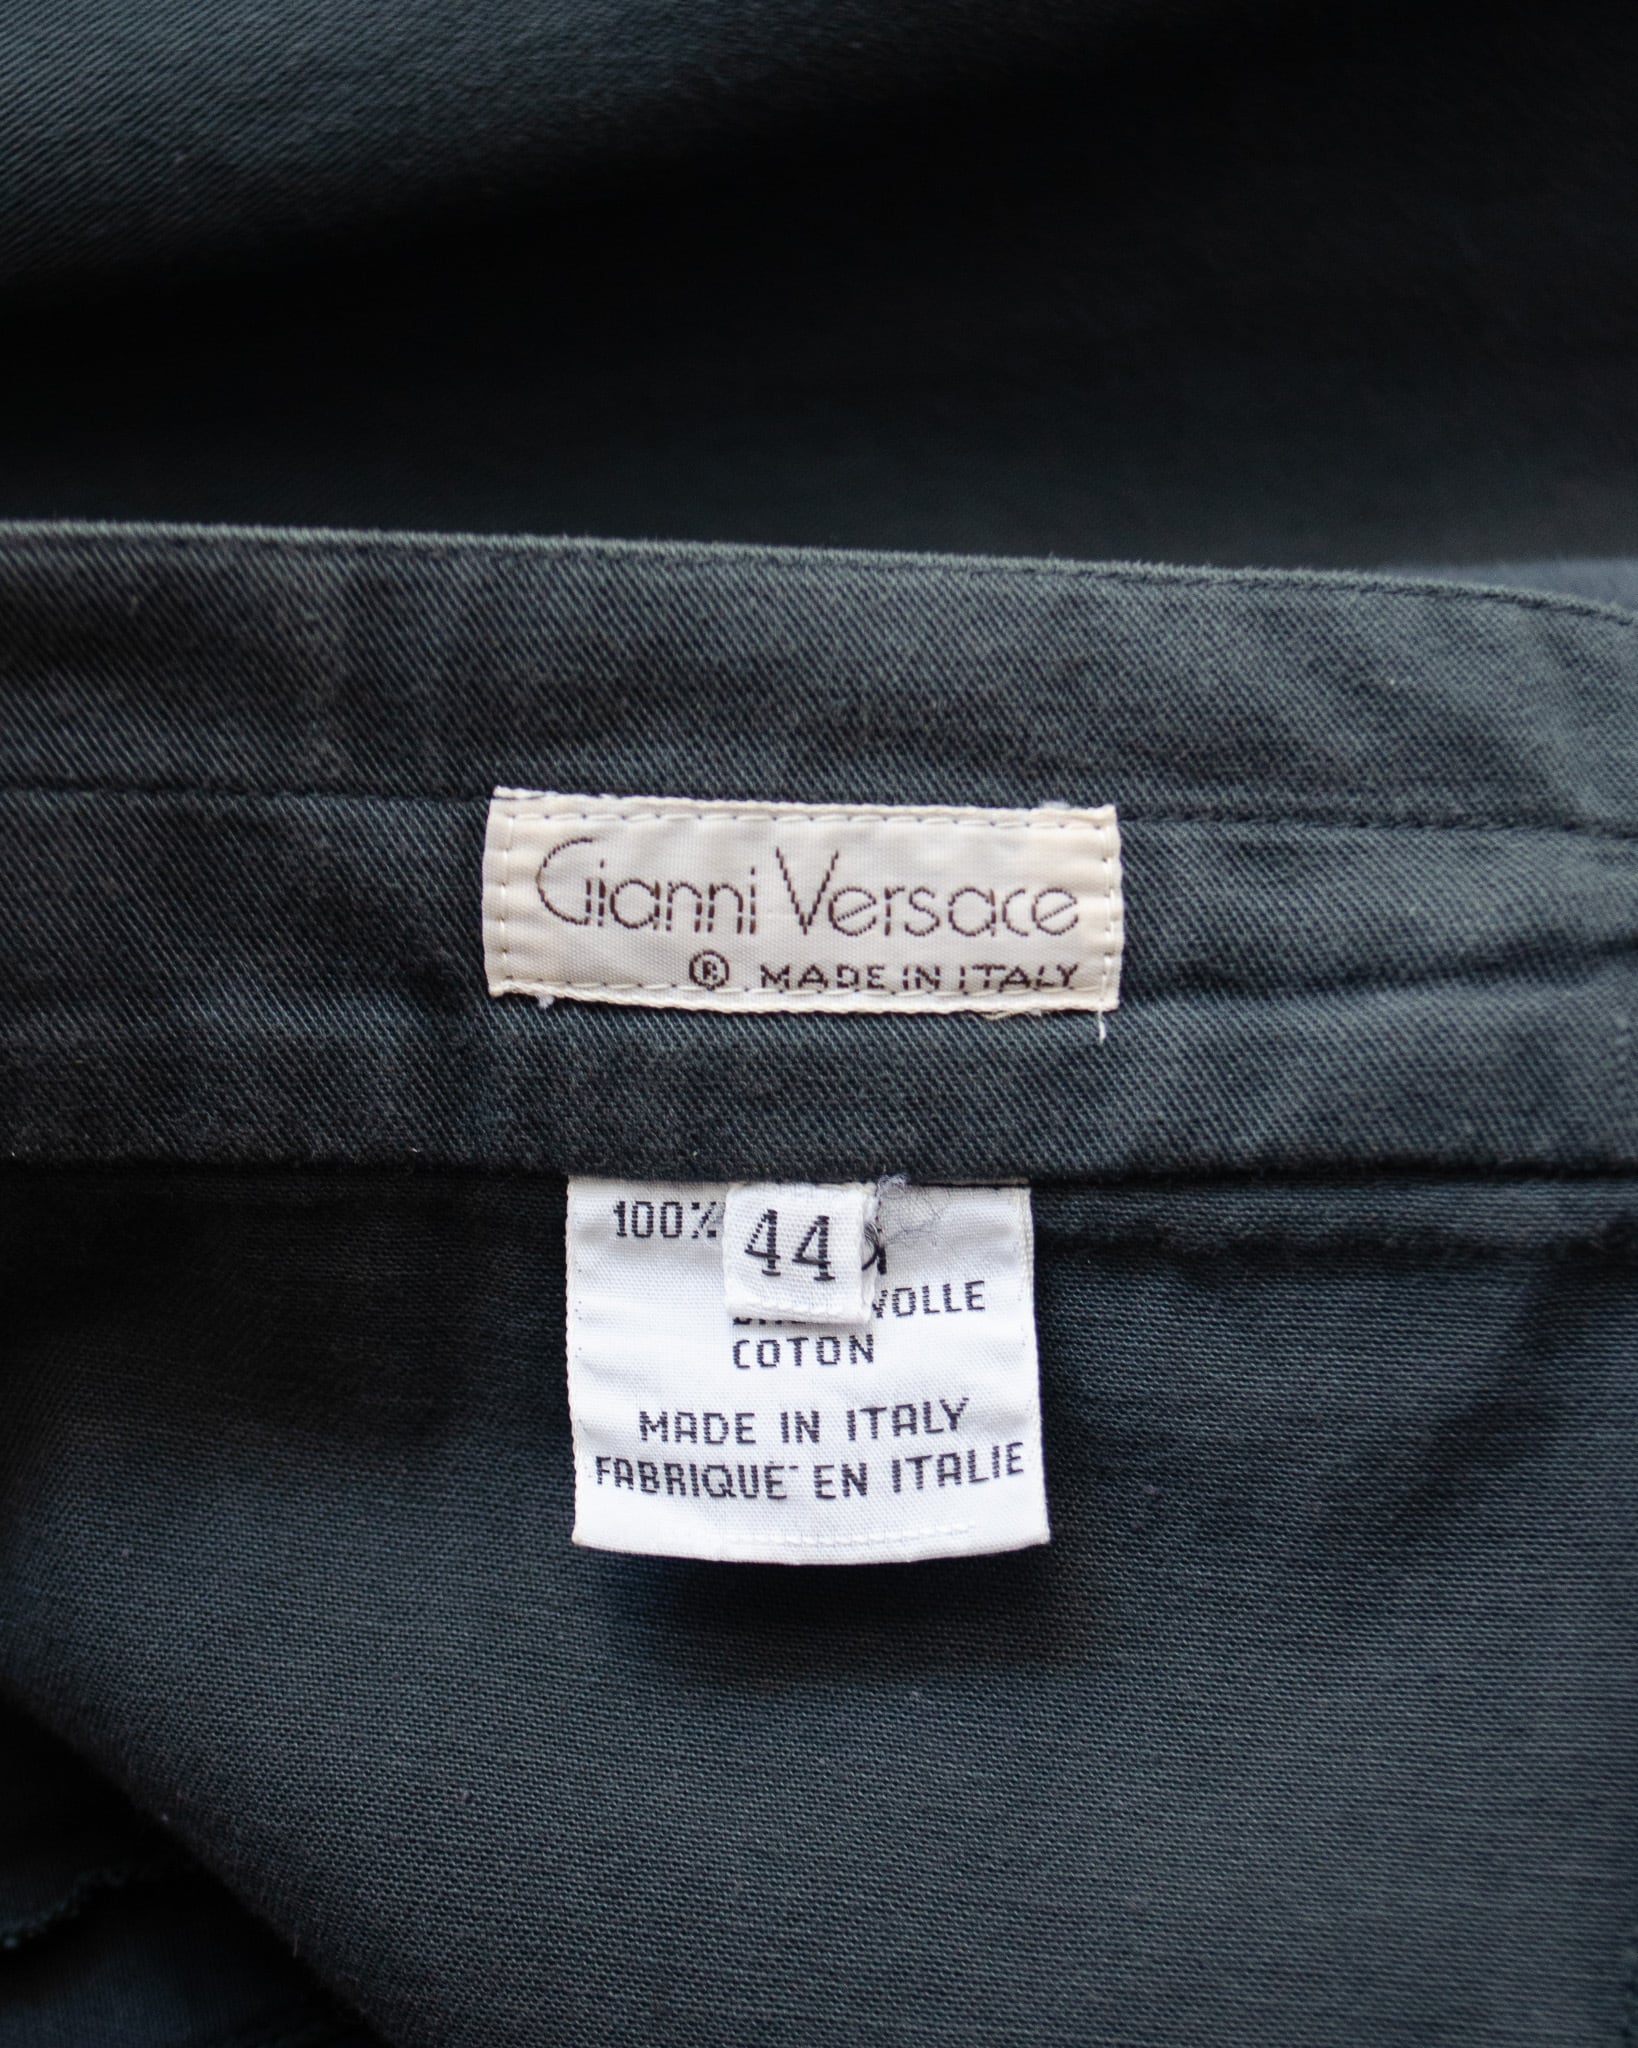 Gianni Versace
® MADE IN ITALY
100%
44
COTON
MADE IN ITALY
FABRIQUE EN ITALIE